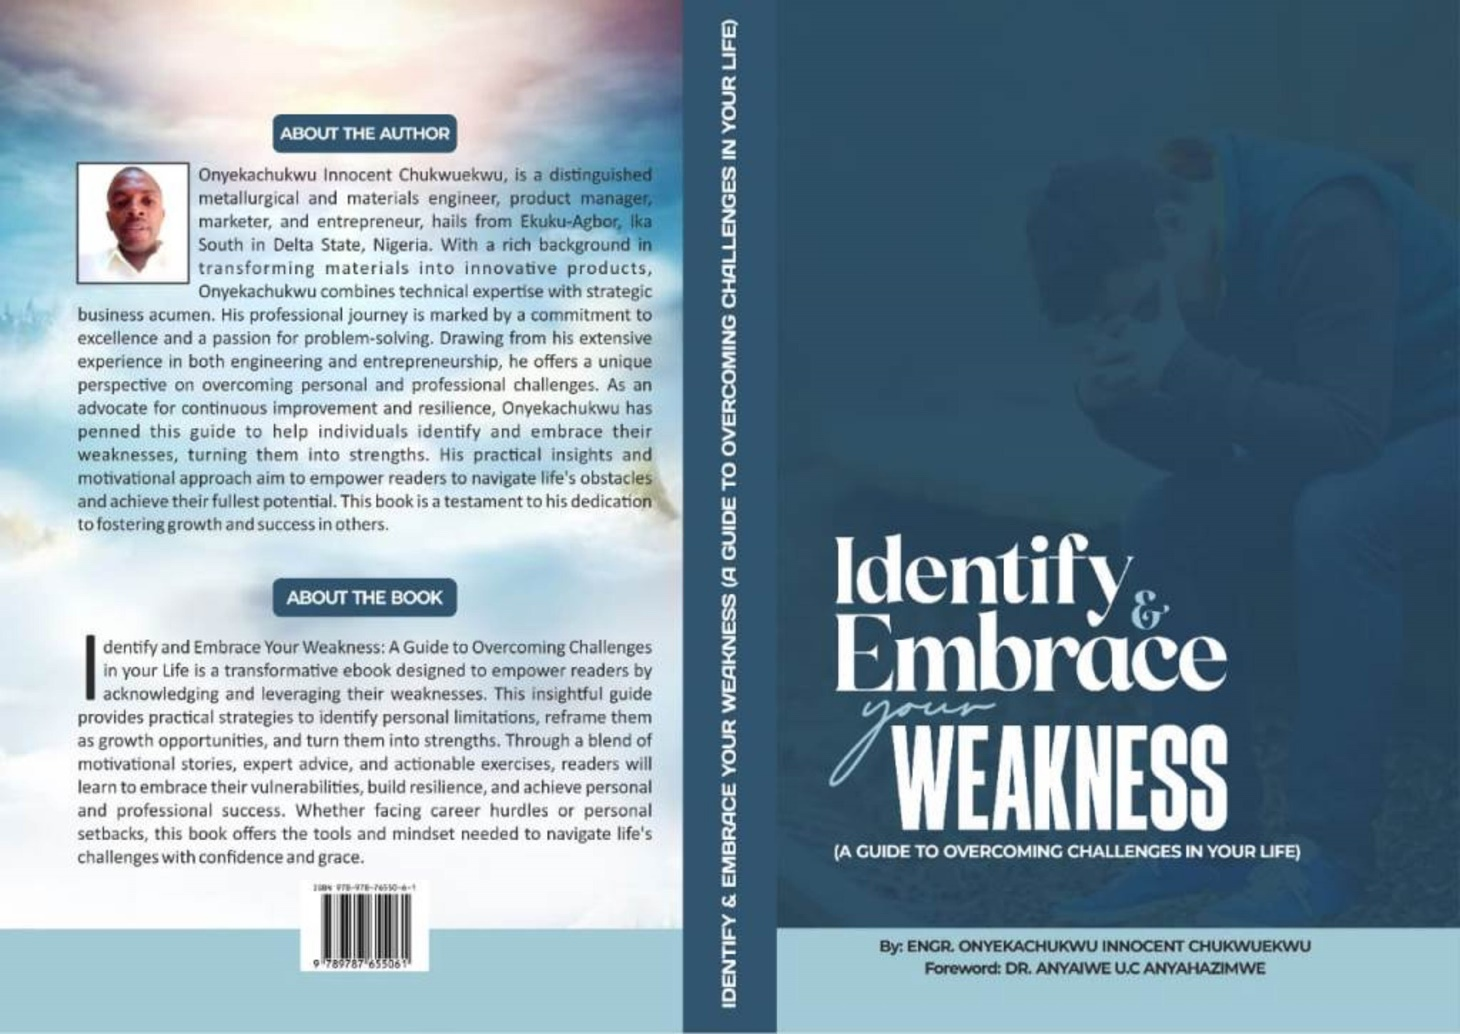 ABOUT THE AUTHOR
Onyekachukwu Innocent Chukwuekwu, is a distinguished
metallurgical and materials engineer, product manager,
marketer, and entrepreneur, hails from Ekuku-Agbor, Ika
South in Delta State, Nigeria. With a rich background in
transforming materials into innovative products,
Onyekachukwu combines technical expertise with strategic
business acumen. His professional journey is marked by a commitment to
excellence and a passion for problem-solving. Drawing from his extensive
experience in both engineering and entrepreneurship, he offers a unique
perspective on overcoming personal and professional challenges. As an
advocate for continuous improvement and resilience, Onyekachukwu has
penned this guide to help individuals identify and embrace their
weaknesses, turning them into strengths. His practical insights and
motivational approach aim to empower readers to navigate life's obstacles
and achieve their fullest potential. This book is a testament to his dedication
to fostering growth and success in others.
ABOUT THE BOOK
Identify and Embrace Your Weakness: A Guide to Overcoming Challenges
in your Life is a transformative ebook designed to empower readers by
acknowledging and leveraging their weaknesses. This insightful guide
provides practical strategies to identify personal limitations, reframe them
as growth opportunities, and turn them into strengths. Through a blend of
motivational stories, expert advice, and actionable exercises, readers will
learn to embrace their vulnerabilities, build resilience, and achieve personal
and professional success. Whether facing career hurdles or personal
setbacks, this book offers the tools and mindset needed to navigate life's
challenges with confidence and grace.
ISBN 978-978-76550-6-1
9 789787 655061
IDENTIFY & EMBRACE YOUR WEAKNESS (A GUIDE TO OVERCOMING CHALLENGES IN YOUR LIFE)
Identify &
Embrace
your
WEAKNESS
(A GUIDE TO OVERCOMING CHALLENGES IN YOUR LIFE)
By: ENGR. ONYEKACHUKWU INNOCENT CHUKWUEKWU
Foreword: DR. ANYAIWE U.C ANYAHAZIMWE